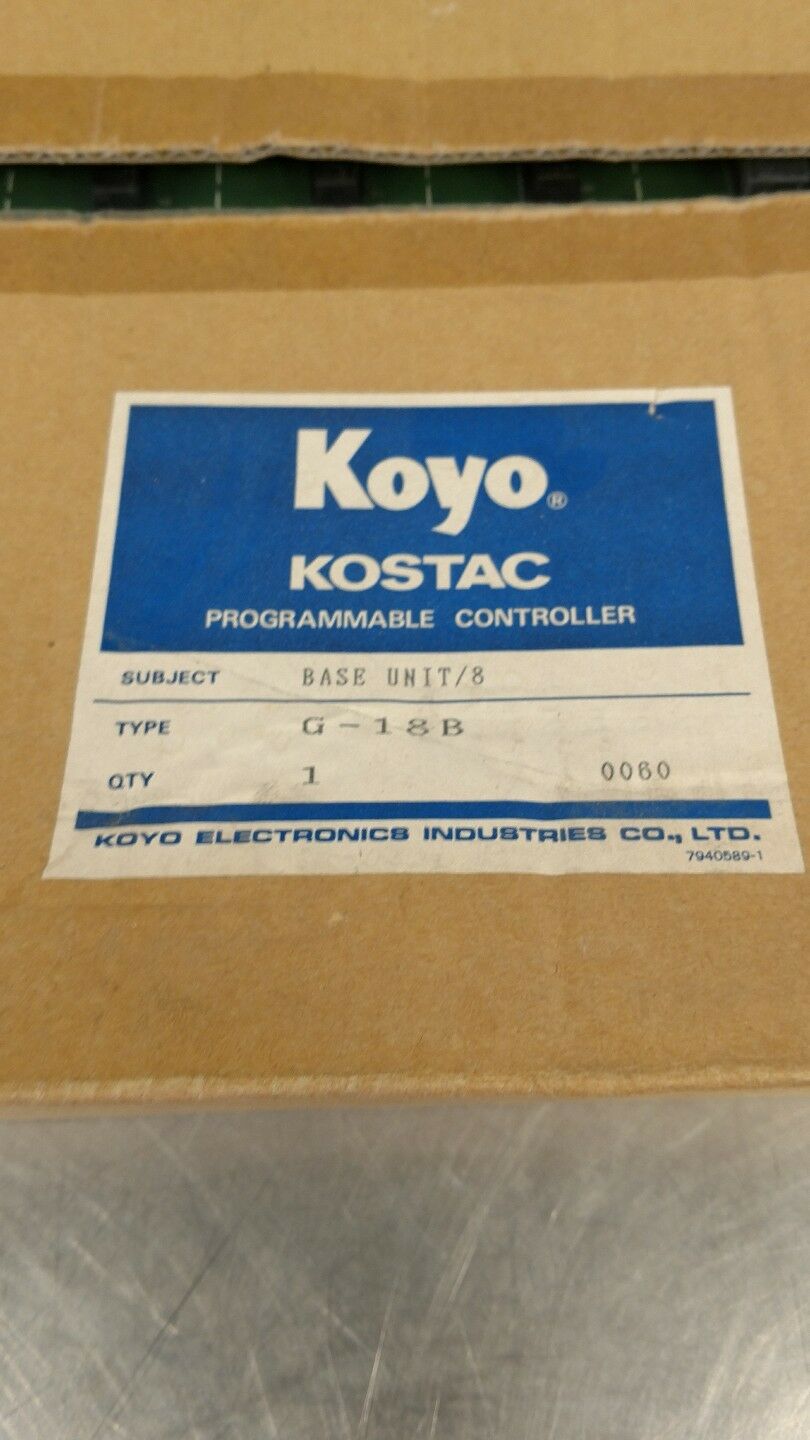 Koyo®
KOSTAC
PROGRAMMABLE CONTROLLER
SUBJECT BASE UNIT/8
TYPE G-18B
QTY 1 0060
KOYO ELECTRONICS INDUSTRIES CO., LTD.
7940589-1